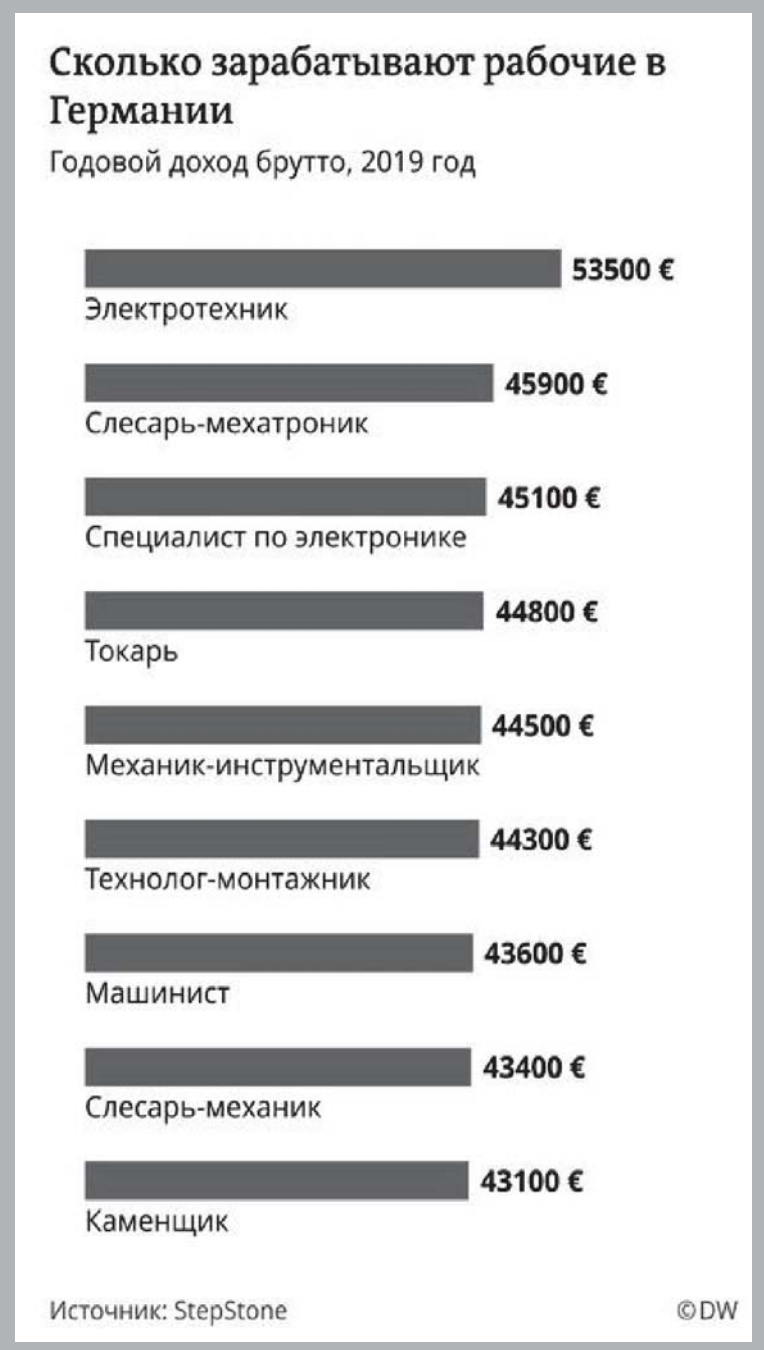 Сколько зарабатывают рабочие в
Германии
Годовой доход брутто, 2019 год
53500 €
Электротехник
45900 €
Слесарь-мехатроник
45100 €
Специалист по электронике
44800 €
Токарь
44500 €
Механик-инструментальщик
44300 €
Технолог-монтажник
43600 €
Машинист
43400 €
Слесарь-механик
43100 €
Каменщик
Источник: StepStone ©DW